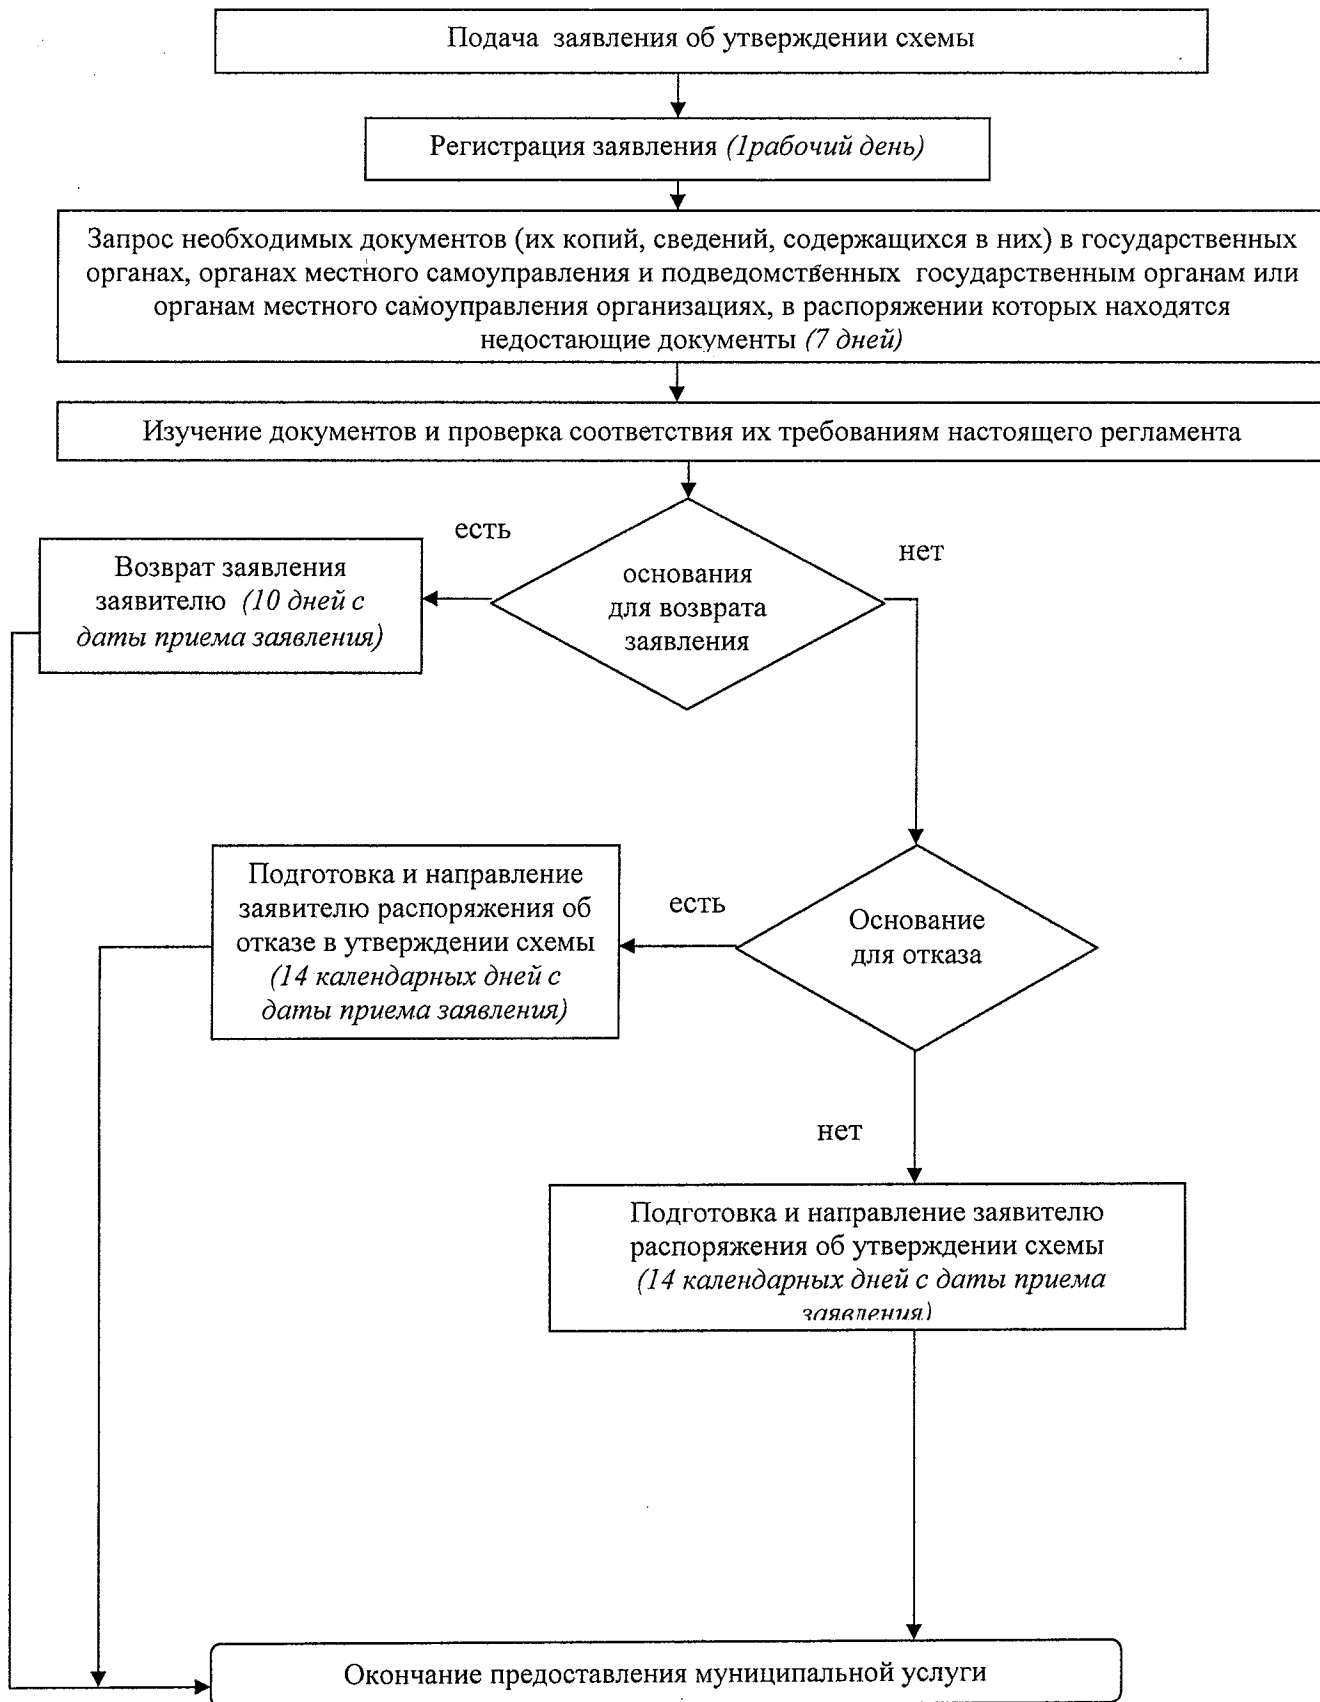 Подача заявления об утверждении схемы
Регистрация заявления (1рабочий день)
Запрос необходимых документов (их копий, сведений, содержащихся в них) в государственных
органах, органах местного самоуправления и подведомственных государственным органам или
органам местного самоуправления организациях, в распоряжении которых находятся
недостающие документы (7 дней)
Изучение документов и проверка соответствия их требованиям настоящего регламента
есть
нет
Возврат заявления
заявителю (10 дней с
даты приема заявления)
основания
для возврата
заявления
Подготовка и направление
заявителю распоряжения об
отказе в утверждении схемы
(14 календарных дней с
даты приема заявления)
есть
Основание
для отказа
нет
Подготовка и направление заявителю
распоряжения об утверждении схемы
(14 календарных дней с даты приема
заявления)
Окончание предоставления муниципальной услуги